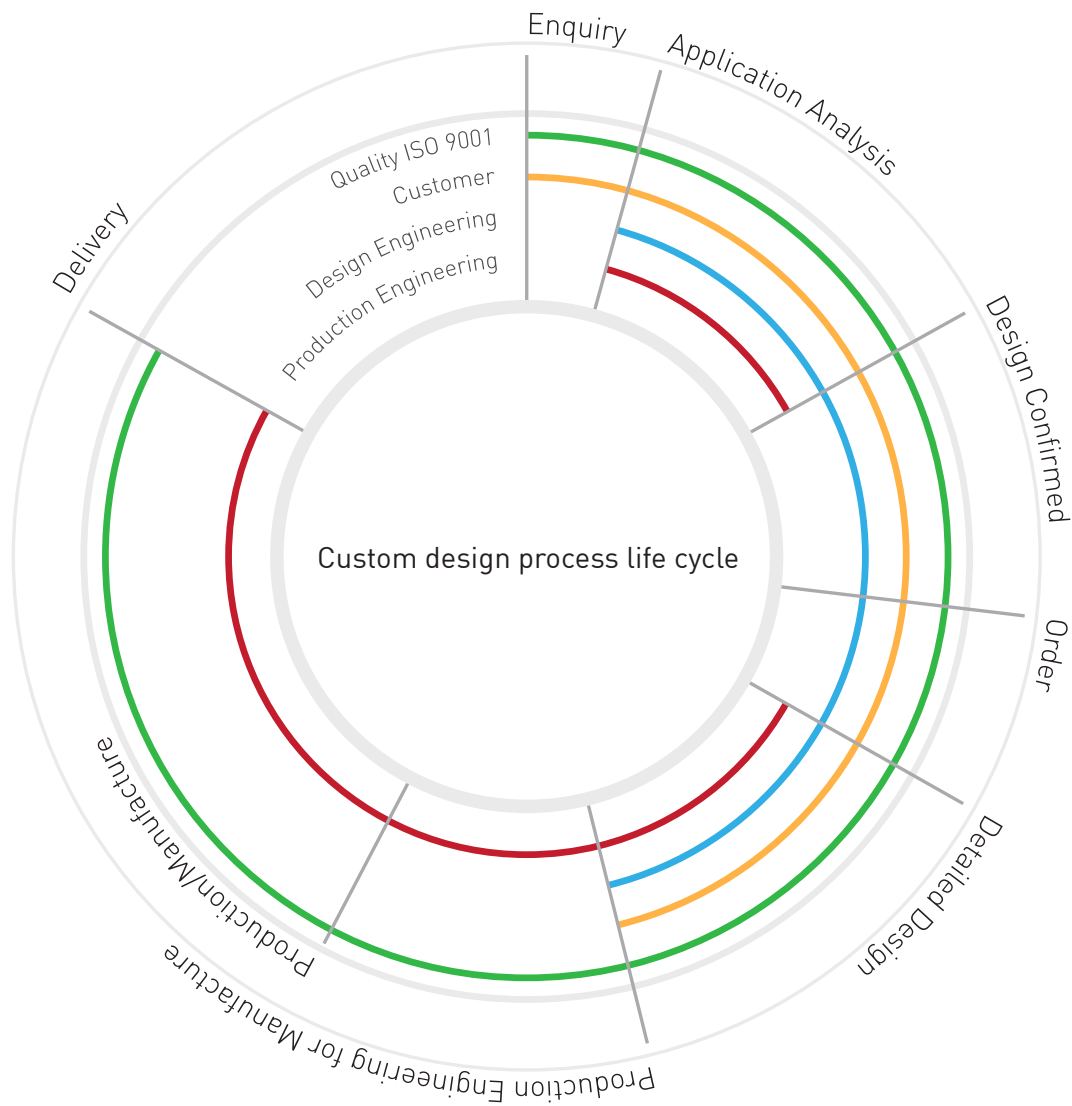 Enquiry
Application Analysis
Design Confirmed
Order
Detailed Design
Production Engineering for Manufacture
Production/Manufacture
Delivery
Quality ISO 9001
Customer
Design Engineering
Production Engineering
Custom design process life cycle